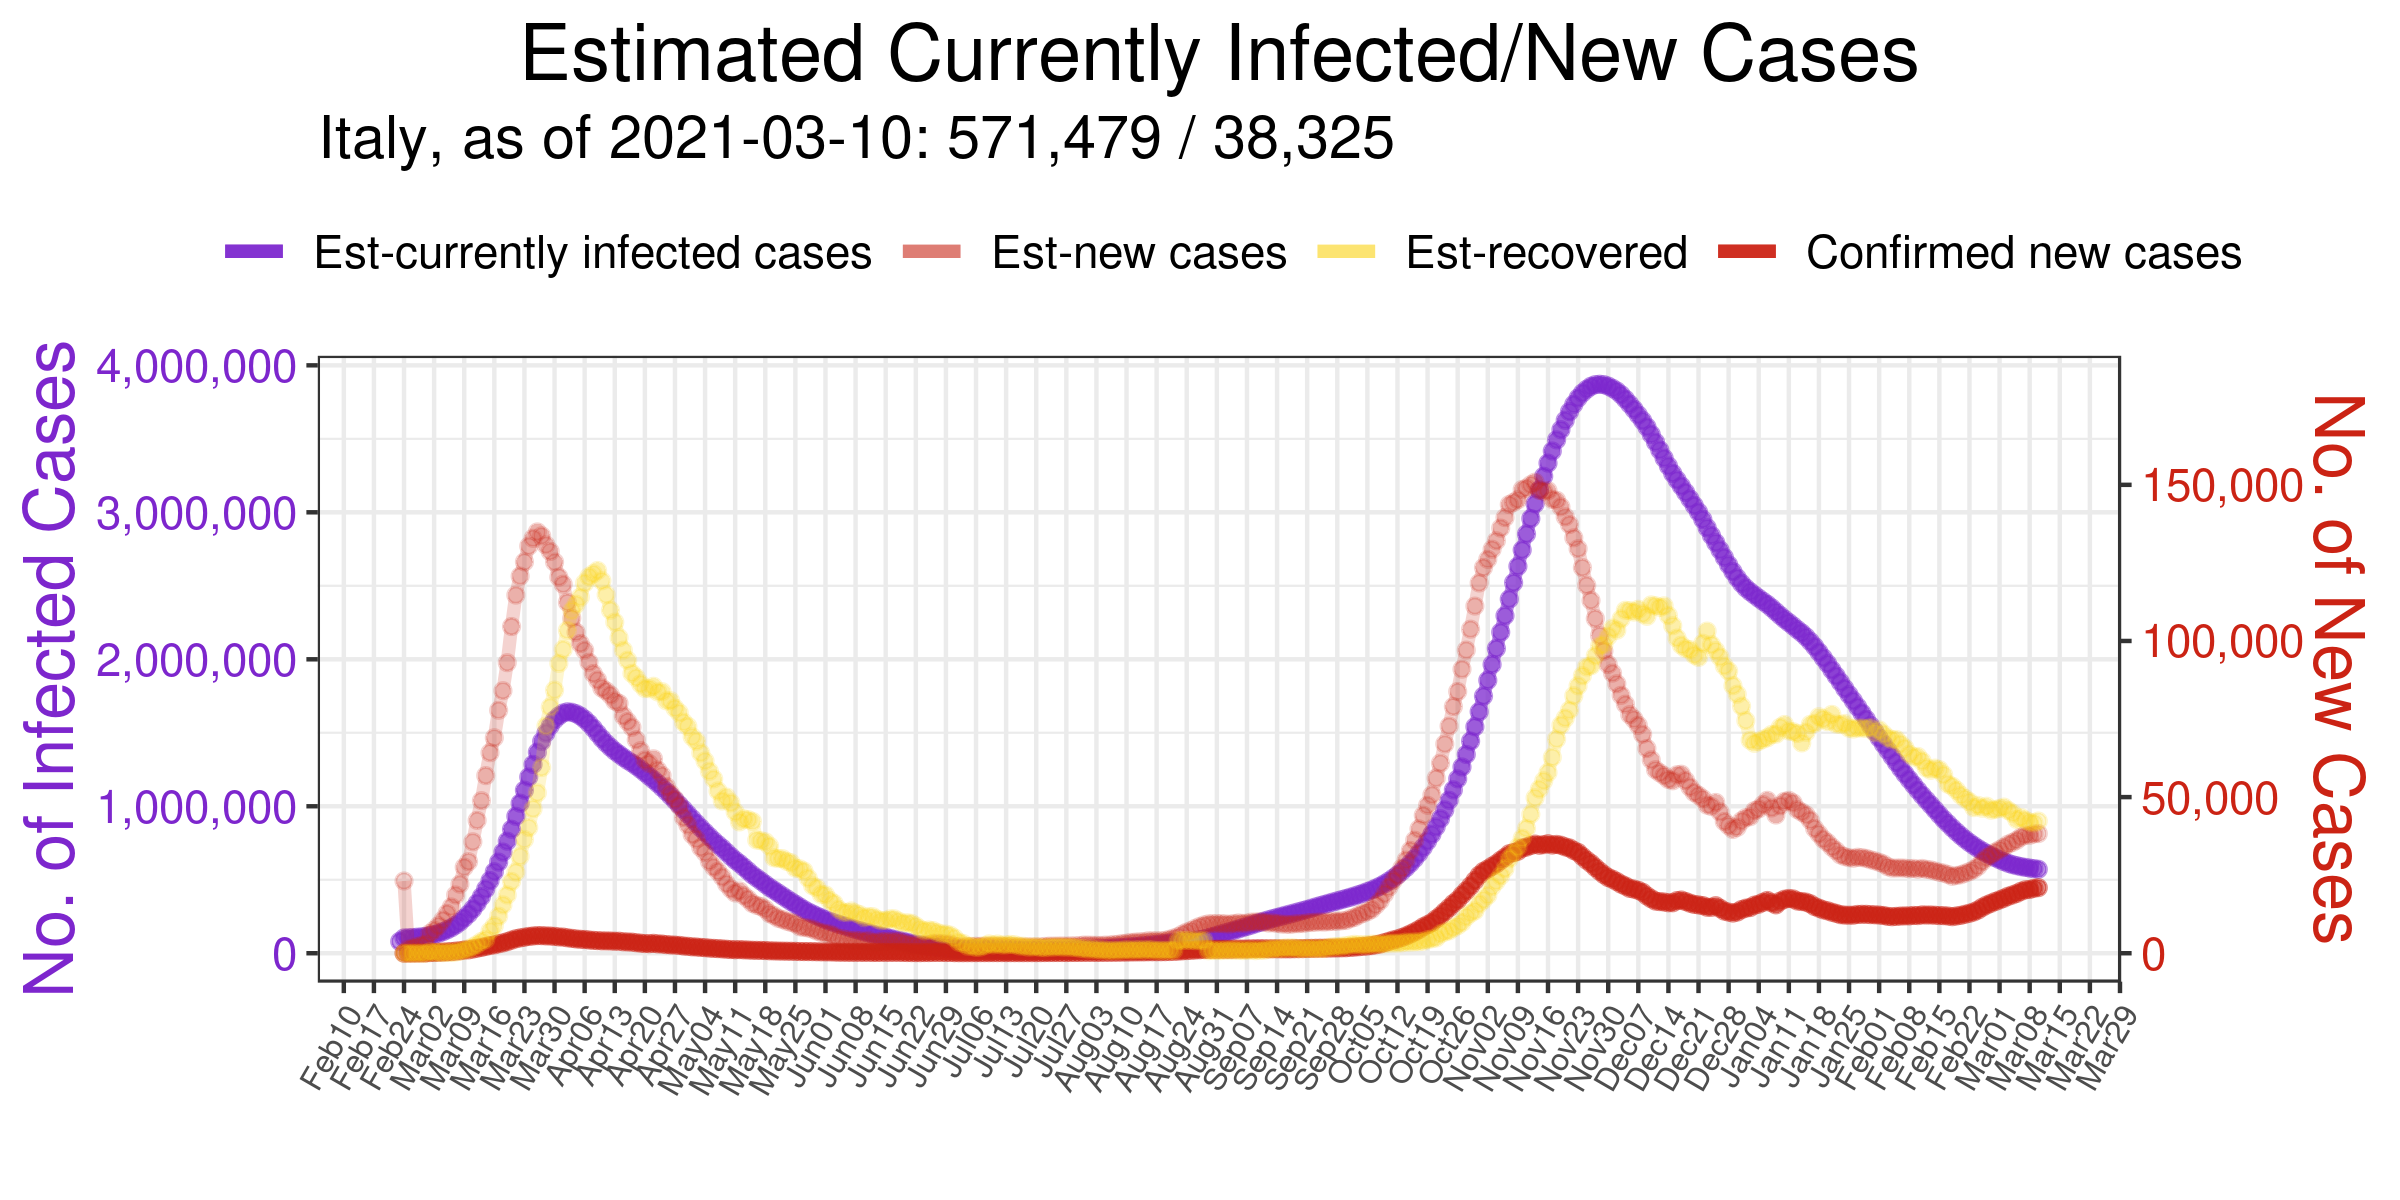 Estimated Currently Infected/New Cases
Italy, as of 2021-03-10: 571,479 / 38,325
Est-currently infected cases Est-new cases Est-recovered Confirmed new cases
No. of Infected Cases
4,000,000
3,000,000
2,000,000
1,000,000
0
No. of New Cases
150,000
100,000
50,000
0
Feb10
Feb17
Feb24
Mar02
Mar09
Mar16
Mar23
Mar30
Apr06
Apr13
Apr20
Apr27
May04
May11
May18
May25
Jun01
Jun08
Jun15
Jun22
Jun29
Jul06
Jul13
Jul20
Jul27
Aug03
Aug10
Aug17
Aug24
Aug31
Sep07
Sep14
Sep21
Sep28
Oct05
Oct12
Oct19
Oct26
Nov02
Nov09
Nov16
Nov23
Nov30
Dec07
Dec14
Dec21
Dec28
Jan04
Jan11
Jan18
Jan25
Feb01
Feb08
Feb15
Feb22
Mar01
Mar08
Mar15
Mar22
Mar29